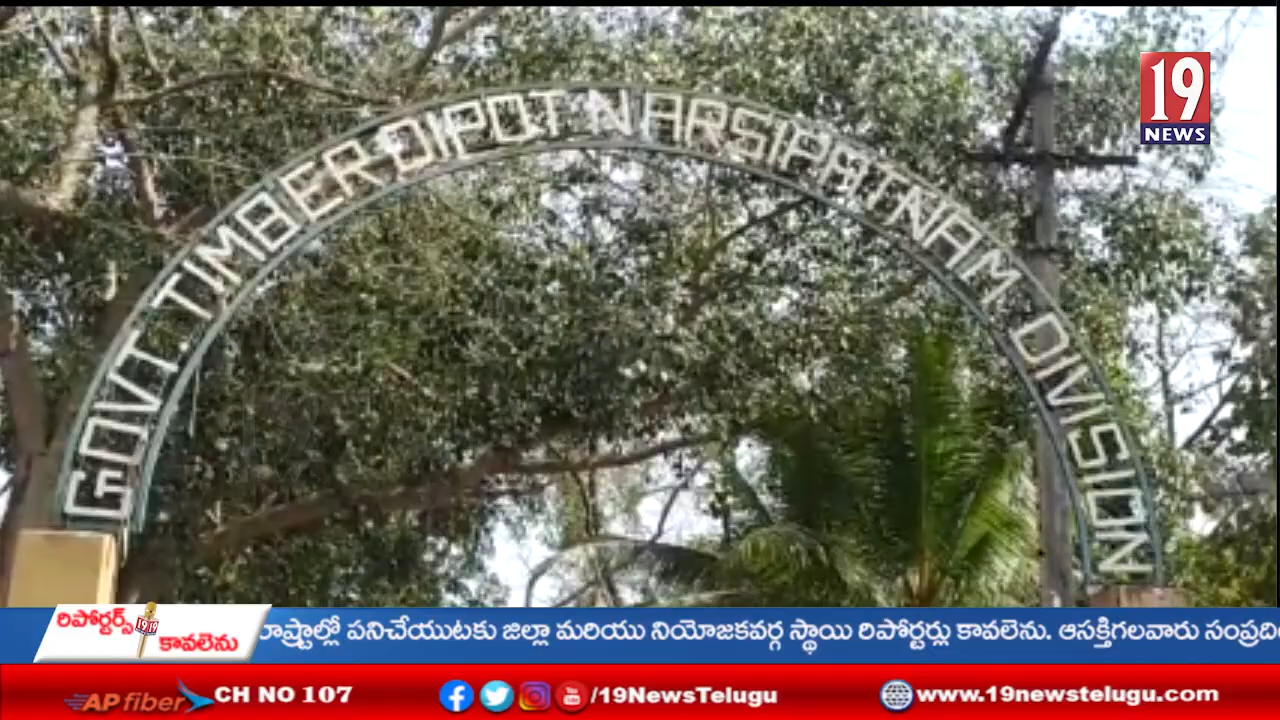 GOVT. TIMBER DIPOT NARSIPATNAM DIVISION
19
NEWS
రిపోర్టర్స్
కావలెను
రాష్ట్రాల్లో పనిచేయుటకు జిల్లా మరియు నియోజకవర్గ స్థాయి రిపోర్టర్లు కావలెను. ఆసక్తిగలవారు
AP fiber CH NO 107 /19NewsTelugu www.19newstelugu.com